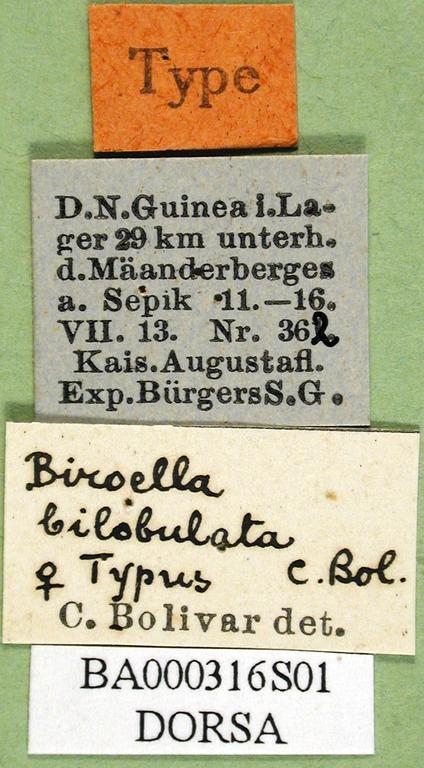 Type
D.N.Guinea i.La-
ger 29 km unterh.
d.Mäanderberges
a. Sepik 11.—16.
VII. 13. Nr. 362
Kais.Augustafl.
Exp.BürgersS.G.
Biroella
bilobulata
♀ Typus C. Bol.
C. Bolivar det.
BA000316S01
DORSA